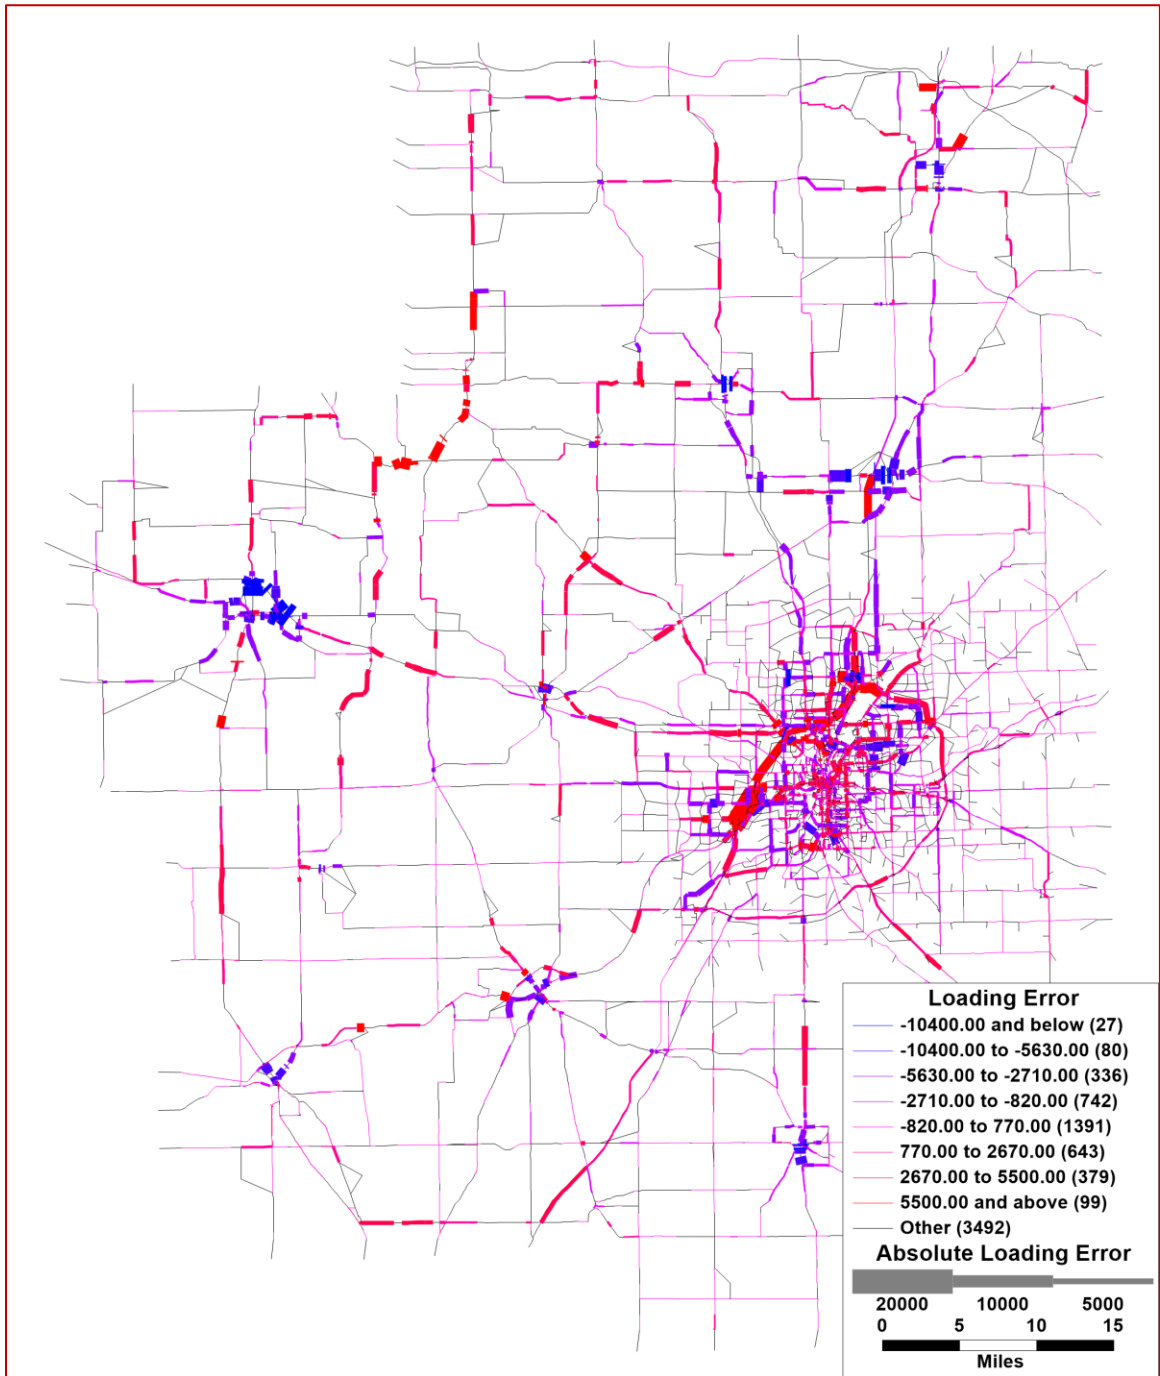 Loading Error
-10400.00 and below (27)
-10400.00 to -5630.00 (80)
-5630.00 to -2710.00 (336)
-2710.00 to -820.00 (742)
-820.00 to 770.00 (1391)
770.00 to 2670.00 (643)
2670.00 to 5500.00 (379)
5500.00 and above (99)
Other (3492)
Absolute Loading Error
20000 10000 5000
0 5 10 15
Miles